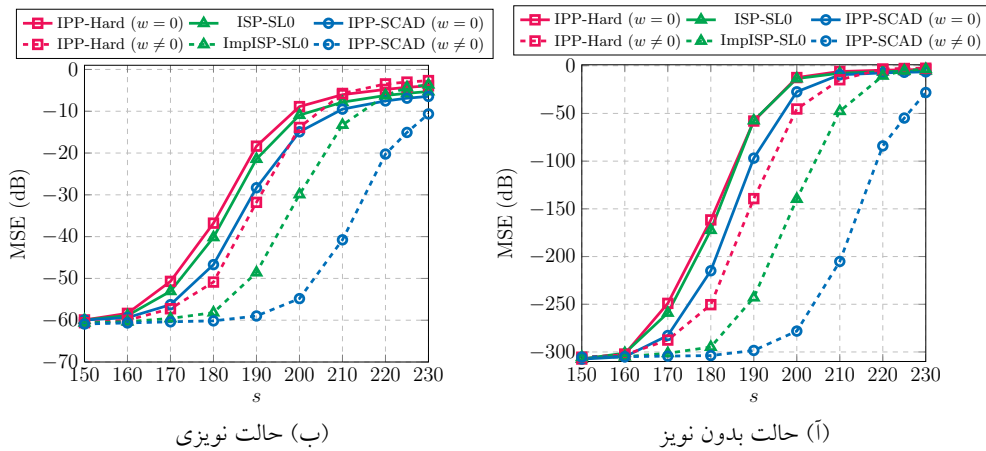 IPP-Hard (w = 0) ISP-SL0 IPP-SCAD (w = 0)
IPP-Hard (w ≠ 0) ImpISP-SL0 IPP-SCAD (w ≠ 0)
0
−10
−20
−30
−40
−50
−60
−70
MSE (dB)
150 160 170 180 190 200 210 220 230
s
(ب) حالت نویزی
IPP-Hard (w = 0) ISP-SL0 IPP-SCAD (w = 0)
IPP-Hard (w ≠ 0) ImpISP-SL0 IPP-SCAD (w ≠ 0)
0
−50
−100
−150
−200
−250
−300
MSE (dB)
150 160 170 180 190 200 210 220 230
s
(آ) حالت بدون نویز